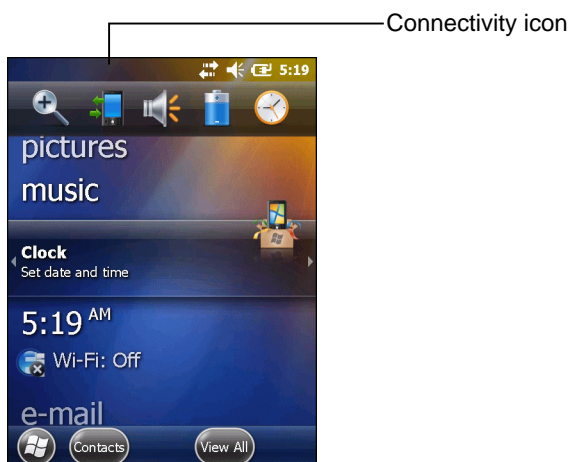 Connectivity icon
5:19
pictures
music
Clock
Set date and time
5:19 AM
Wi-Fi: Off
e-mail
Contacts
View All